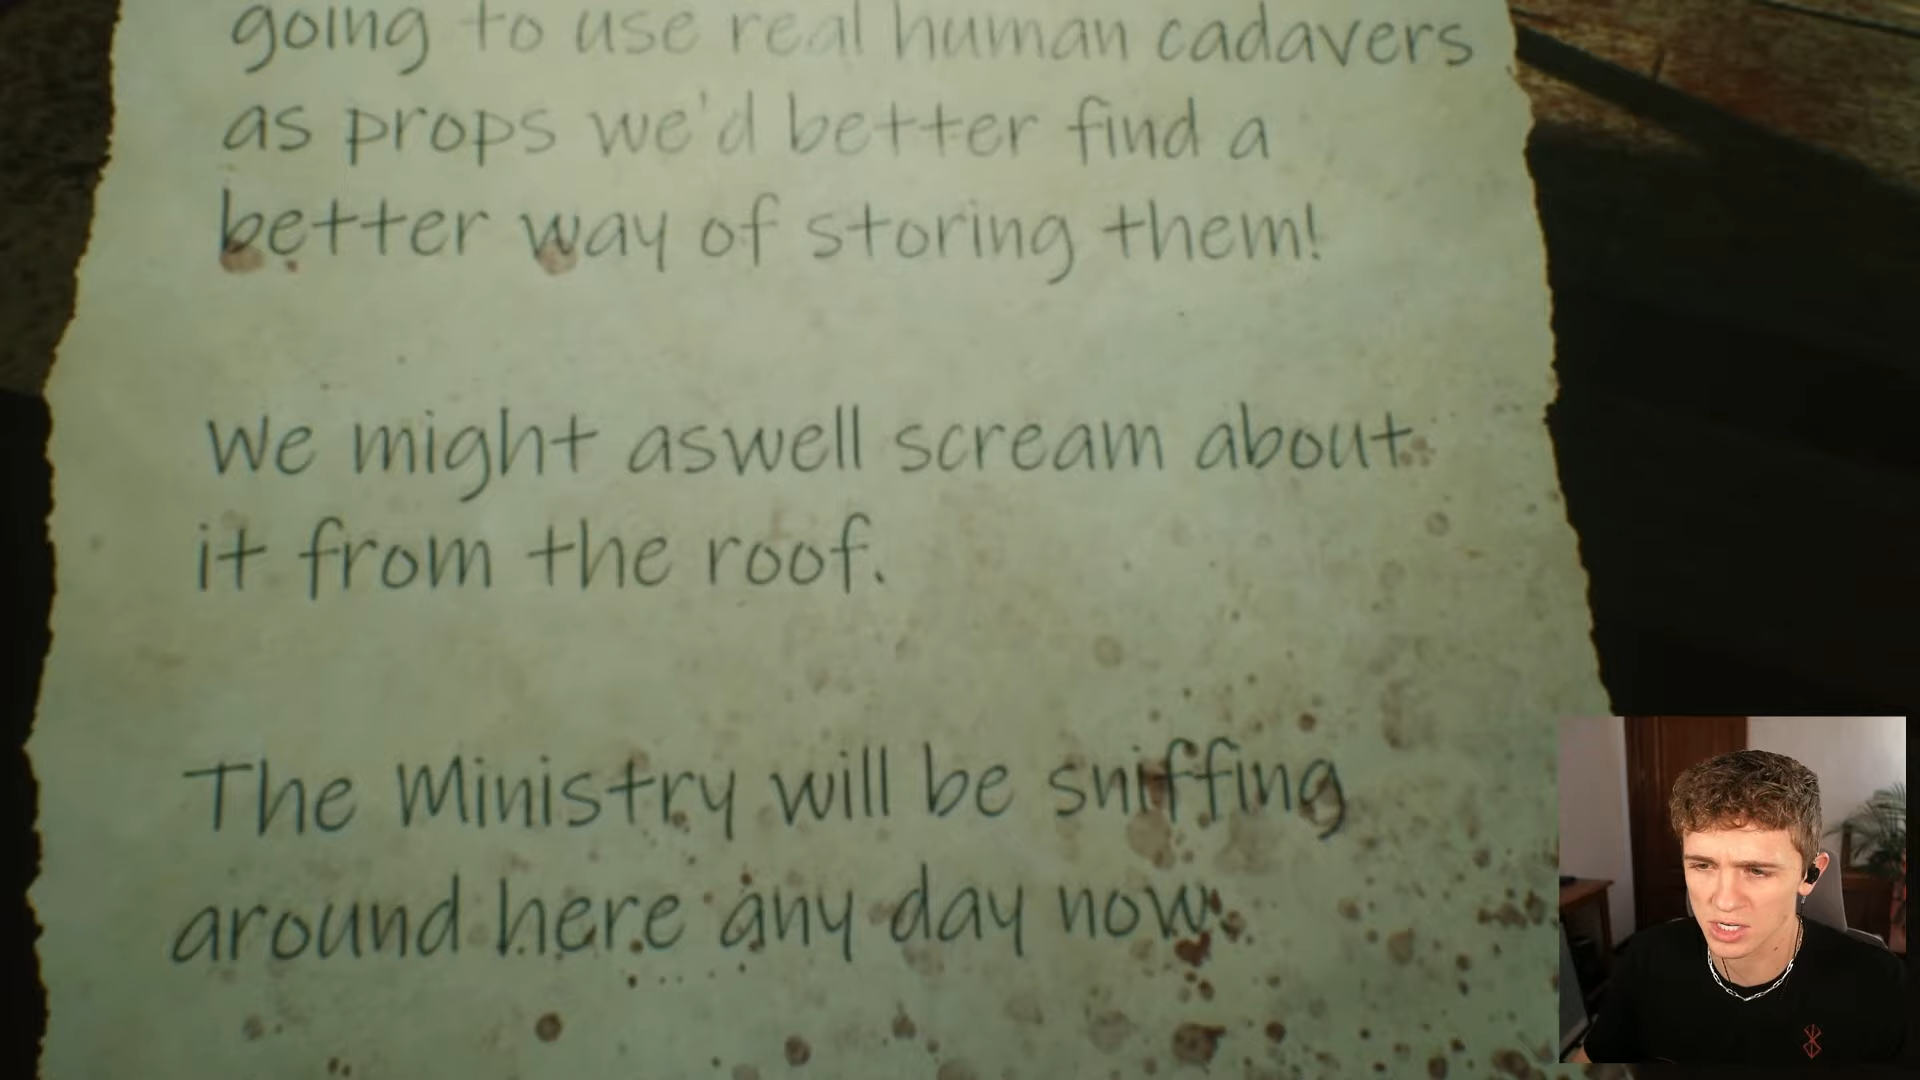 going to use real human cadavers
as props we'd better find a
better way of storing them!
We might aswell scream about
it from the roof.
The Ministry will be sniffing
around here any day now.